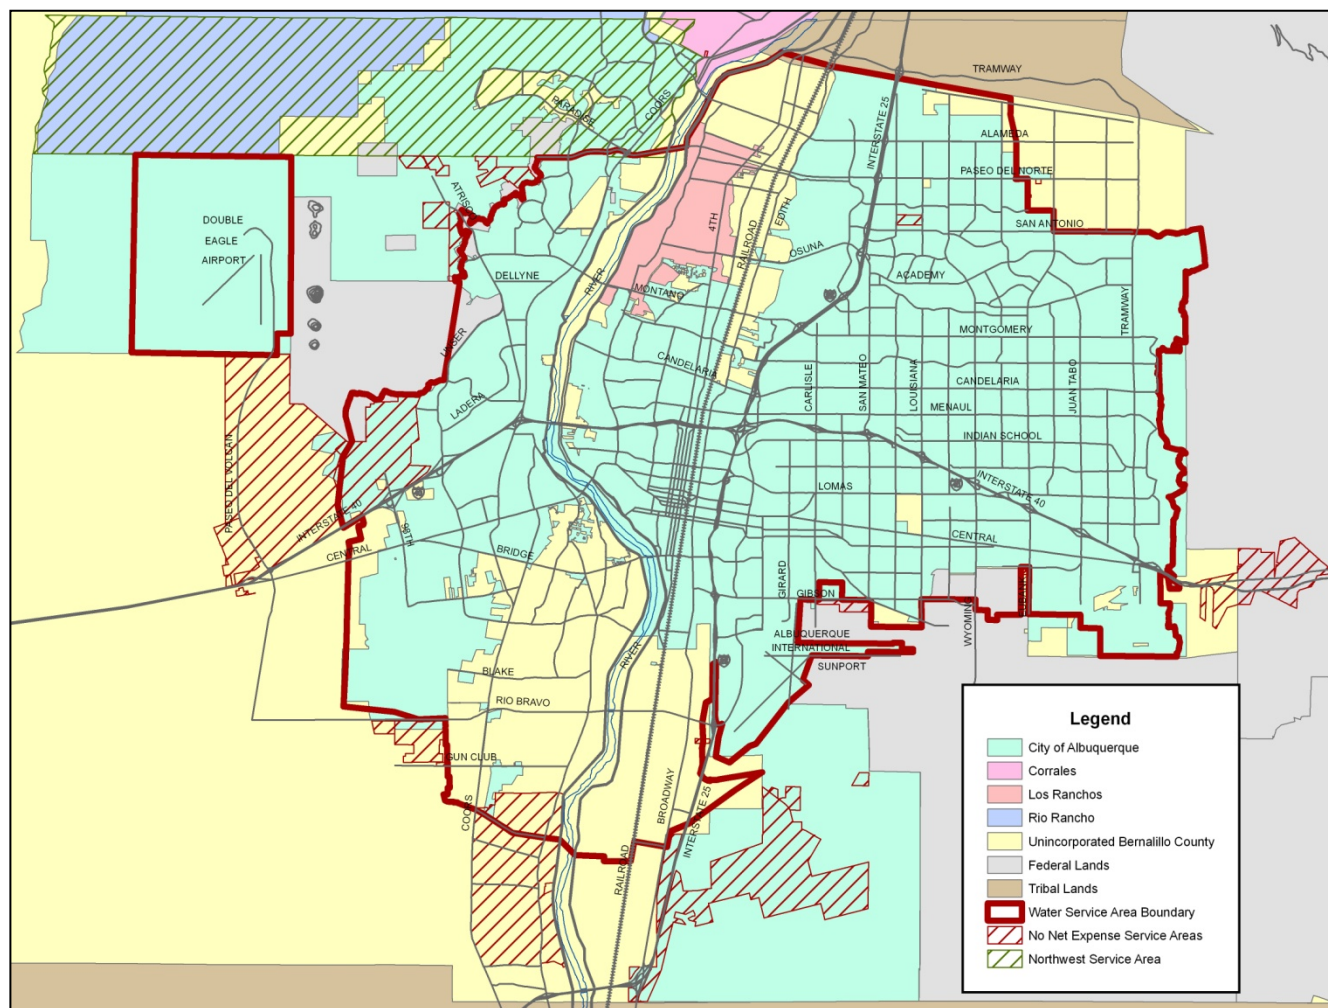 TRAMWAY
COORS
PARADISE
INTERSTATE 25
ALAMEDA
PASEO DEL NORTE
ATRISCO
4TH
EDITH
SAN ANTONIO
DOUBLE
EAGLE
AIRPORT
RAILROAD
OSUNA
DELLYNE
ACADEMY
RIVER
MONTANO
TRAMWAY
UNSER
MONTGOMERY
CANDELARIA
CARLISLE
SAN MATEO
LOUISIANA
CANDELARIA
JUAN TABO
LADERA
MENAUL
INDIAN SCHOOL
PASEO DEL VOLCAN
LOMAS
INTERSTATE 40
INTERSTATE 40
98TH
CENTRAL
BRIDGE
CENTRAL
GIRARD
GIBSON
WYOMING
ALBUQUERQUE
INTERNATIONAL
SUNPORT
RIVER
BLAKE
RIO BRAVO
GUN CLUB
COORS
BROADWAY
INTERSTATE 25
RAILROAD
Legend
City of Albuquerque
Corrales
Los Ranchos
Rio Rancho
Unincorporated Bernalillo County
Federal Lands
Tribal Lands
Water Service Area Boundary
No Net Expense Service Areas
Northwest Service Area